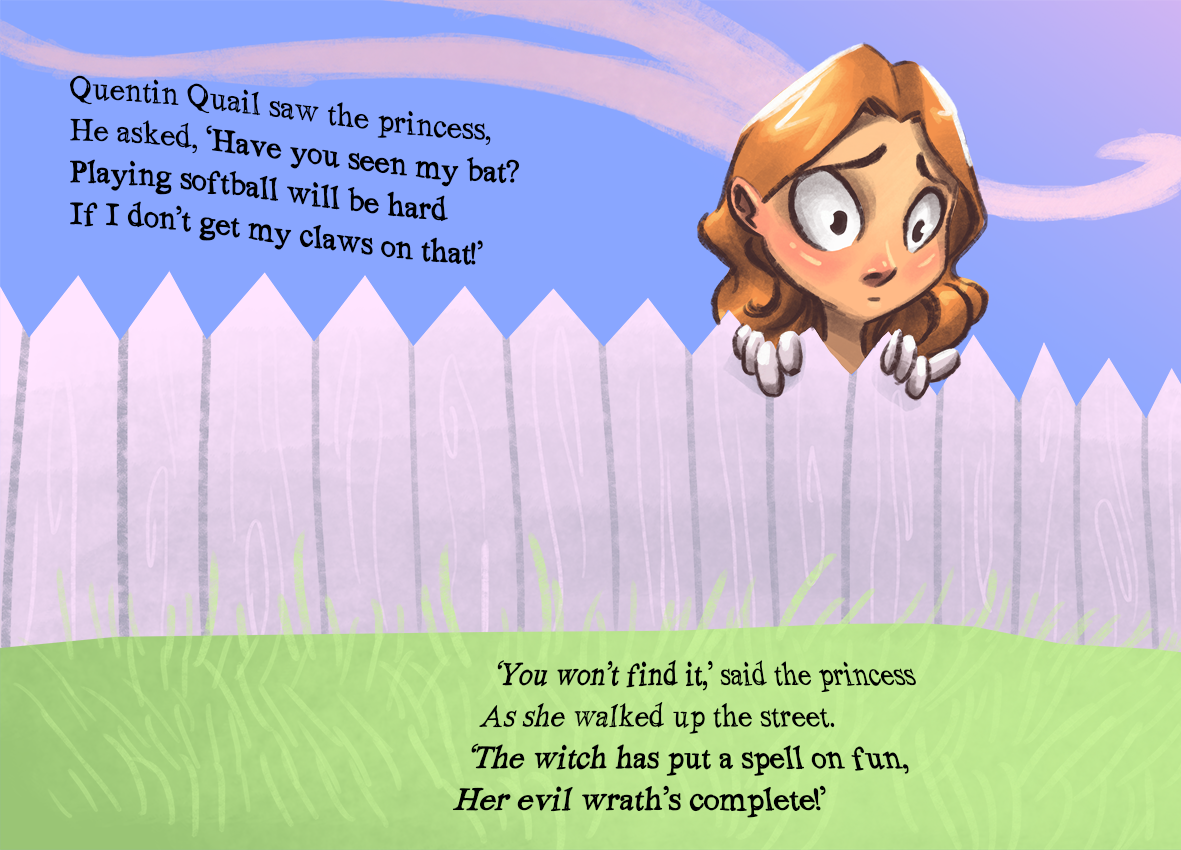 Quentin Quail saw the princess,
He asked, ‘Have you seen my bat?
Playing softball will be hard
If I don’t get my claws on that!’
‘You won’t find it,’ said the princess
As she walked up the street.
‘The witch has put a spell on fun,
Her evil wrath’s complete!’